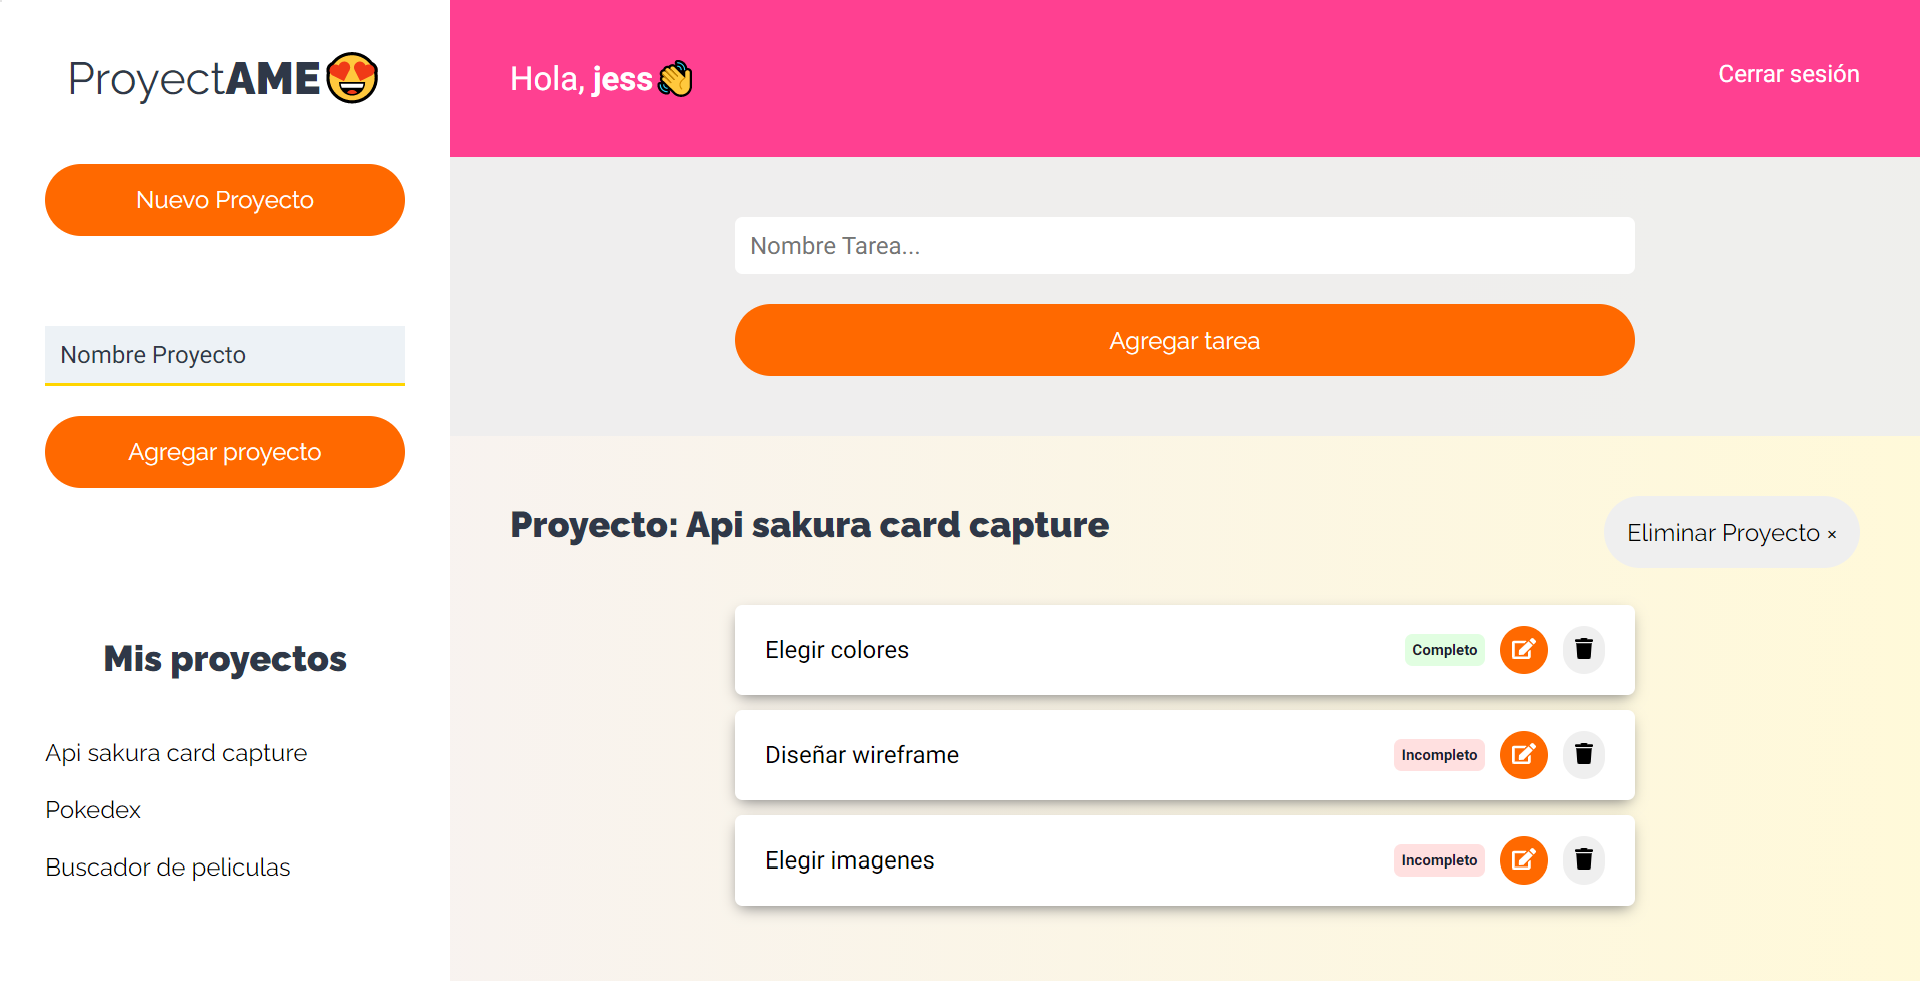 ProyectAME
Nuevo Proyecto
Nombre Proyecto
Agregar proyecto
Mis proyectos
Api sakura card capture
Pokedex
Buscador de peliculas
Hola, jess
Cerrar sesión
Nombre Tarea...
Agregar tarea
Proyecto: Api sakura card capture
Eliminar Proyecto ×
Elegir colores
Completo
Diseñar wireframe
Incompleto
Elegir imagenes
Incompleto